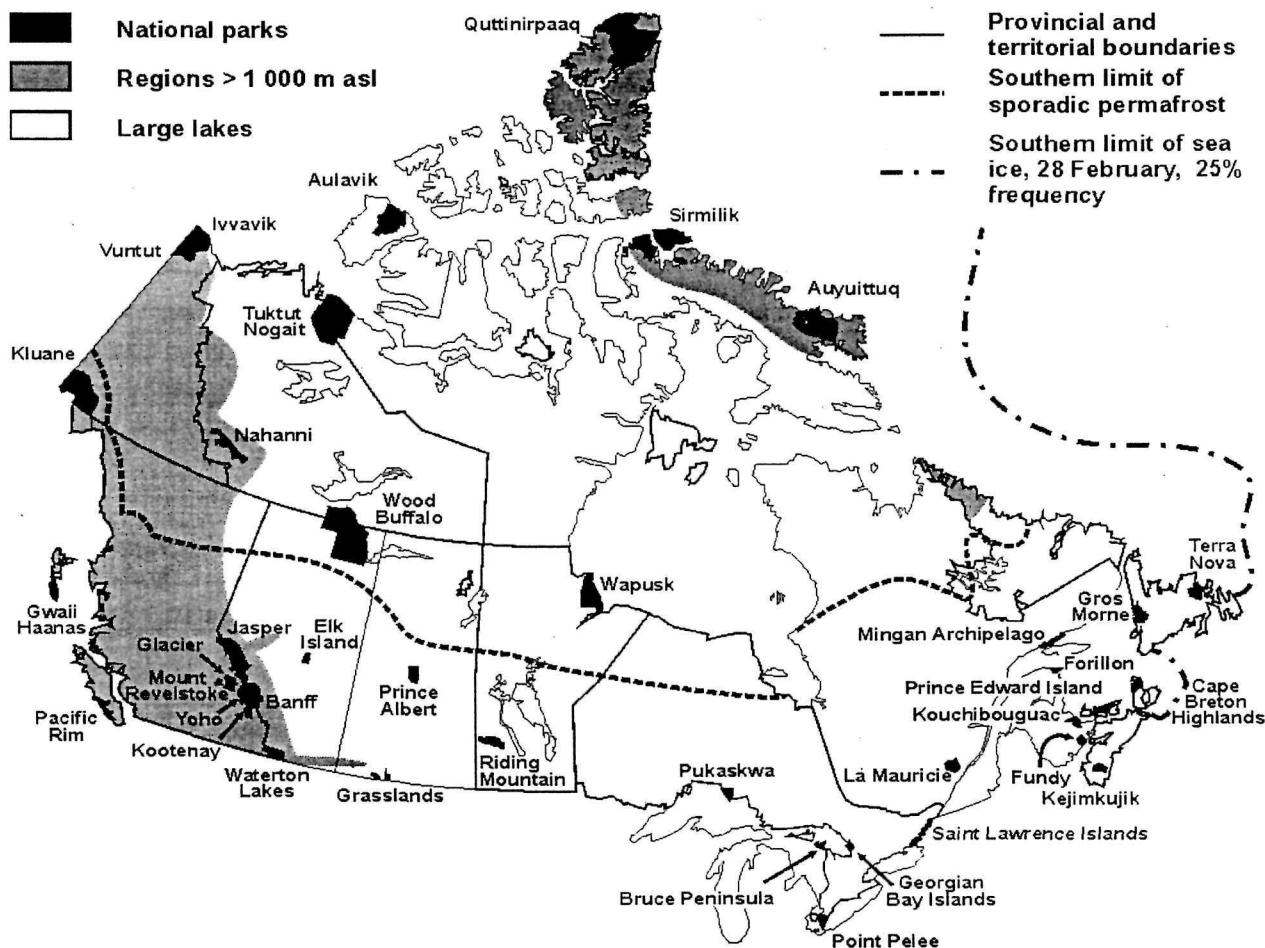 National parks
Regions > 1 000 m asl
Large lakes
Provincial and
territorial boundaries
Southern limit of
sporadic permafrost
Southern limit of sea
ice, 28 February, 25%
frequency
Quttinirpaaq
Aulavik
Sirmilik
Ivvavik
Vuntut
Auyuittuq
Tuktut
Nogait
Kluane
Nahanni
Wood
Buffalo
Wapusk
Terra
Nova
Gwaii
Haanas
Gros
Morne
Jasper
Elk
Island
Mingan Archipelago
Glacier
Forillon
Mount
Revelstoke
Banff
Prince
Albert
Prince Edward Island
Cape
Breton
Highlands
Pacific
Rim
Yoho
Kouchibouguac
Kootenay
Riding
Mountain
Waterton
Lakes
Grasslands
Pukaskwa
Lá Mauricie
Fundy
Kejimkujik
Saint Lawrence Islands
Bruce Peninsula
Georgian
Bay Islands
Point Pelee